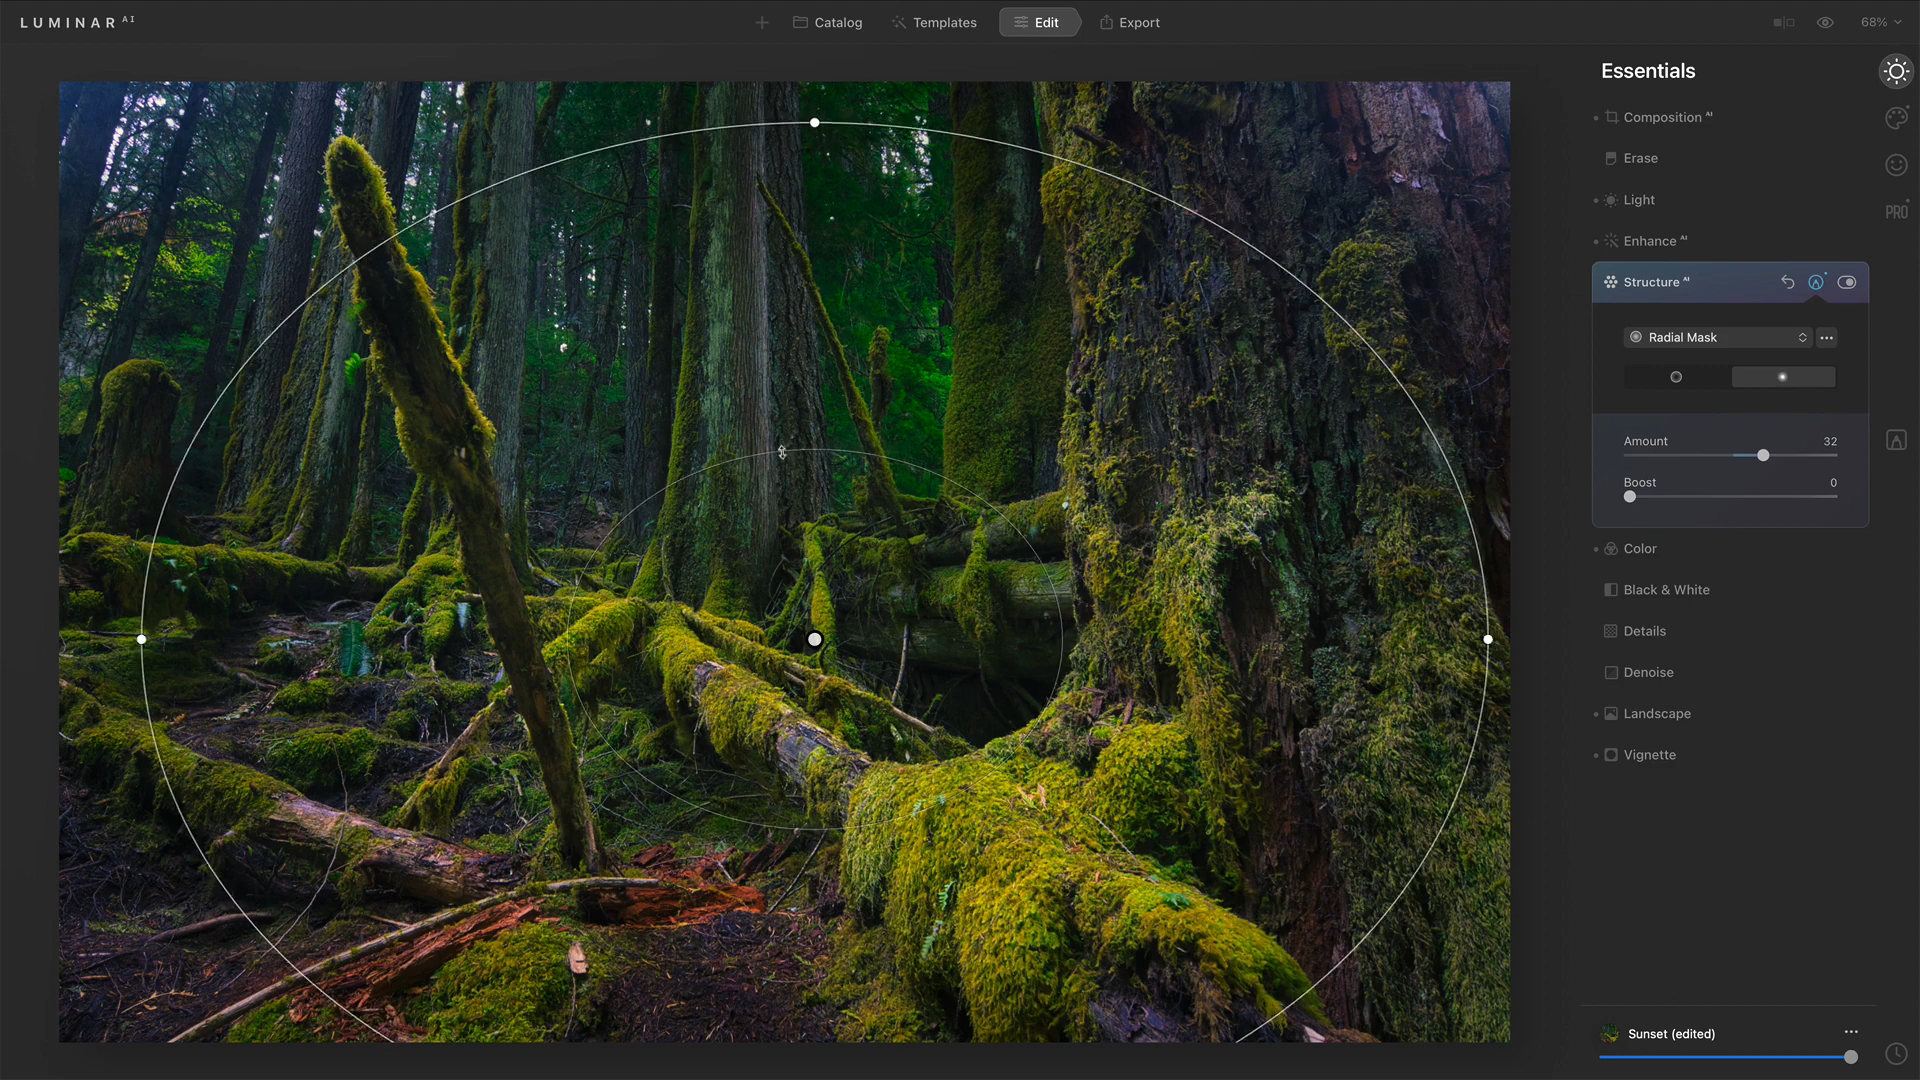 LUMINAR AI
Catalog
Templates
Edit
Export
68%
Essentials
Composition AI
Erase
Light
PRO
Enhance AI
Structure AI
Radial Mask
Amount 32
Boost 0
Color
Black & White
Details
Denoise
Landscape
Vignette
Sunset (edited)